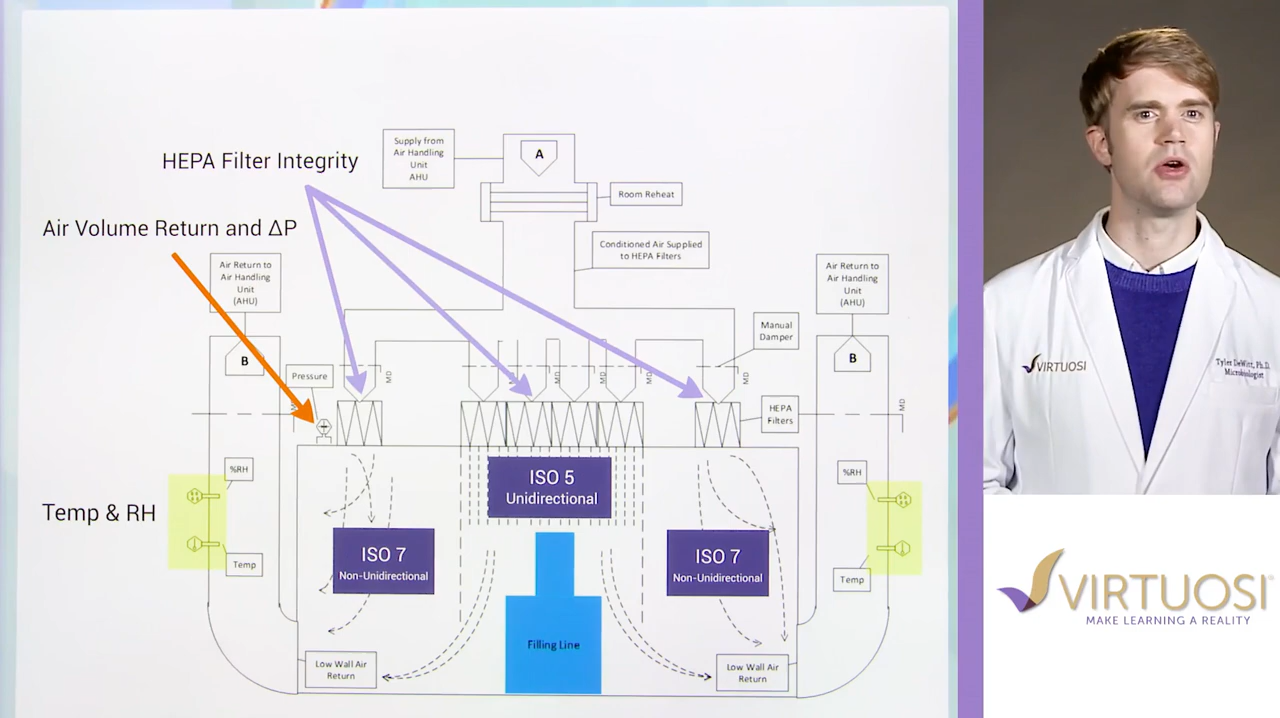 Supply from
Air Handling
Unit
AHU
A
HEPA Filter Integrity
Room Reheat
Air Volume Return and ΔP
Conditioned Air Supplied
to HEPA Filters
Air Return to
Air Handling
Unit
(AHU)
Air Return to
Air Handling
Unit
(AHU)
Manual
Damper
B
B
Pressure
MD
MD
MD
MD
MD
MD
MD
HEPA
Filters
%RH
%RH
ISO 5
Unidirectional
Temp & RH
ISO 7
Non-Unidirectional
ISO 7
Non-Unidirectional
Temp
Temp
Filling Line
Low Wall Air
Return
Low Wall Air
Return
VIRTUOSI
Tyler DeWitt, Ph.D.
Microbiologist
VIRTUOSI®
MAKE LEARNING A REALITY